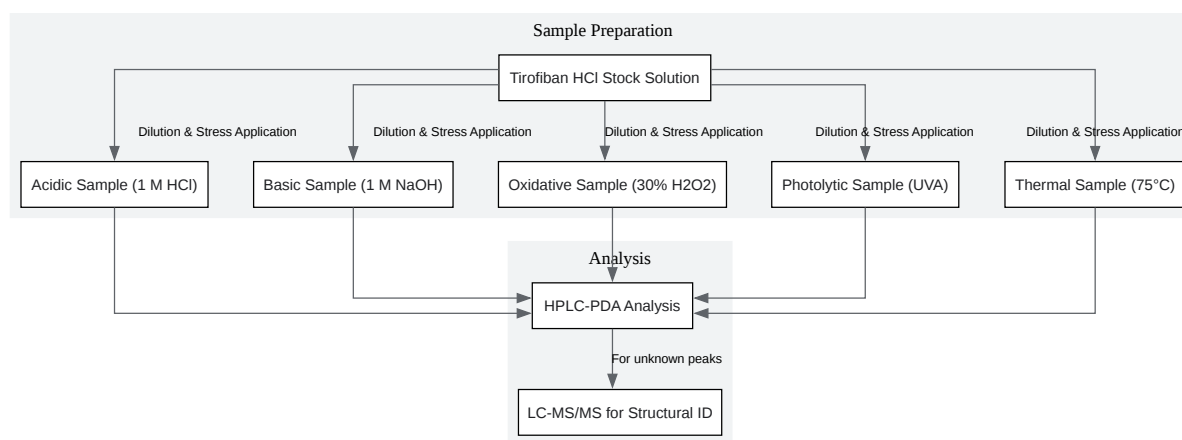 Sample Preparation
Tirofiban HCl Stock Solution
Dilution & Stress Application
Dilution & Stress Application
Dilution & Stress Application
Dilution & Stress Application
Dilution & Stress Application
Acidic Sample (1 M HCl)
Basic Sample (1 M NaOH)
Oxidative Sample (30% H2O2)
Photolytic Sample (UVA)
Thermal Sample (75°C)
Analysis
HPLC-PDA Analysis
For unknown peaks
LC-MS/MS for Structural ID